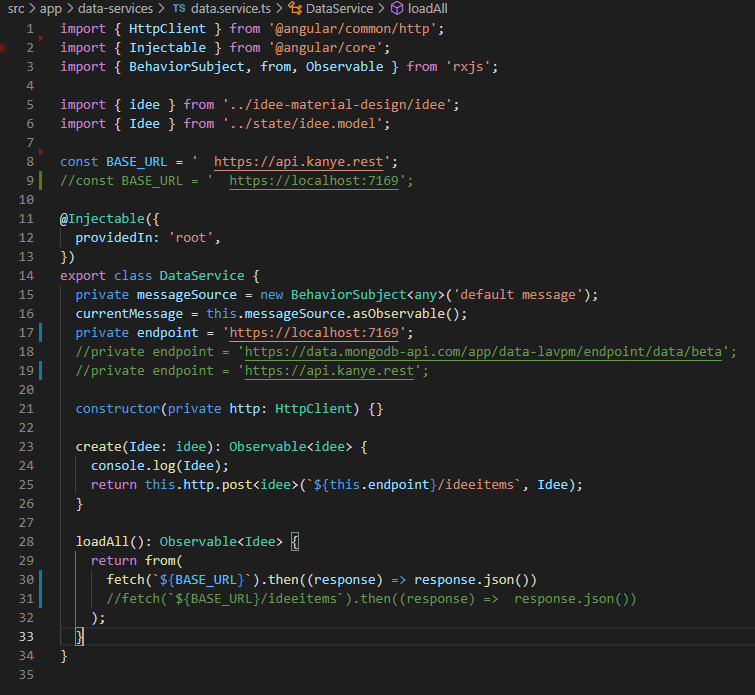 src > app > data-services > TS data.service.ts > DataService > loadAll
1 import { HttpClient } from '@angular/common/http';
2 import { Injectable } from '@angular/core';
3 import { BehaviorSubject, from, Observable } from 'rxjs';
4
5 import { idee } from '../idee-material-design/idee';
6 import { Idee } from '../state/idee.model';
7
8 const BASE_URL = '  https://api.kanye.rest';
9 //const BASE_URL = '  https://localhost:7169';
10
11 @Injectable({
12   providedIn: 'root',
13 })
14 export class DataService {
15   private messageSource = new BehaviorSubject<any>('default message');
16   currentMessage = this.messageSource.asObservable();
17   private endpoint = 'https://localhost:7169';
18   //private endpoint = 'https://data.mongodb-api.com/app/data-lavpm/endpoint/data/beta';
19   //private endpoint = 'https://api.kanye.rest';
20
21   constructor(private http: HttpClient) {}
22
23   create(Idee: idee): Observable<idee> {
24     console.log(Idee);
25     return this.http.post<idee>(`${this.endpoint}/ideeitems`, Idee);
26   }
27
28   loadAll(): Observable<Idee> {
29     return from(
30       fetch(`${BASE_URL}`).then((response) => response.json())
31       //fetch(`${BASE_URL}/ideeitems`).then((response) =>  response.json())
32     );
33   }
34 }
35